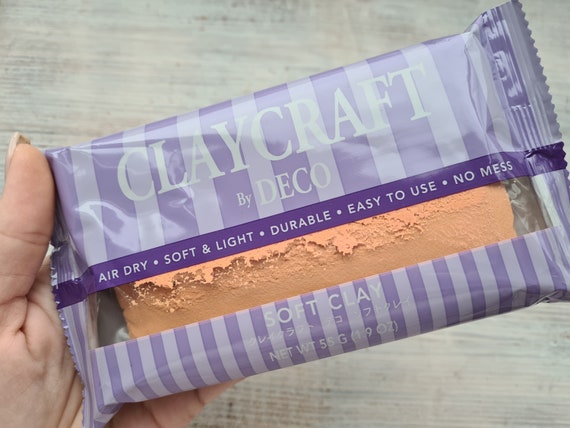 CLAYCRAFT
By DECO
AIR DRY • SOFT & LIGHT • DURABLE • EASY TO USE • NO MESS
SOFT CLAY
NET WT 55 G (1.9 OZ)